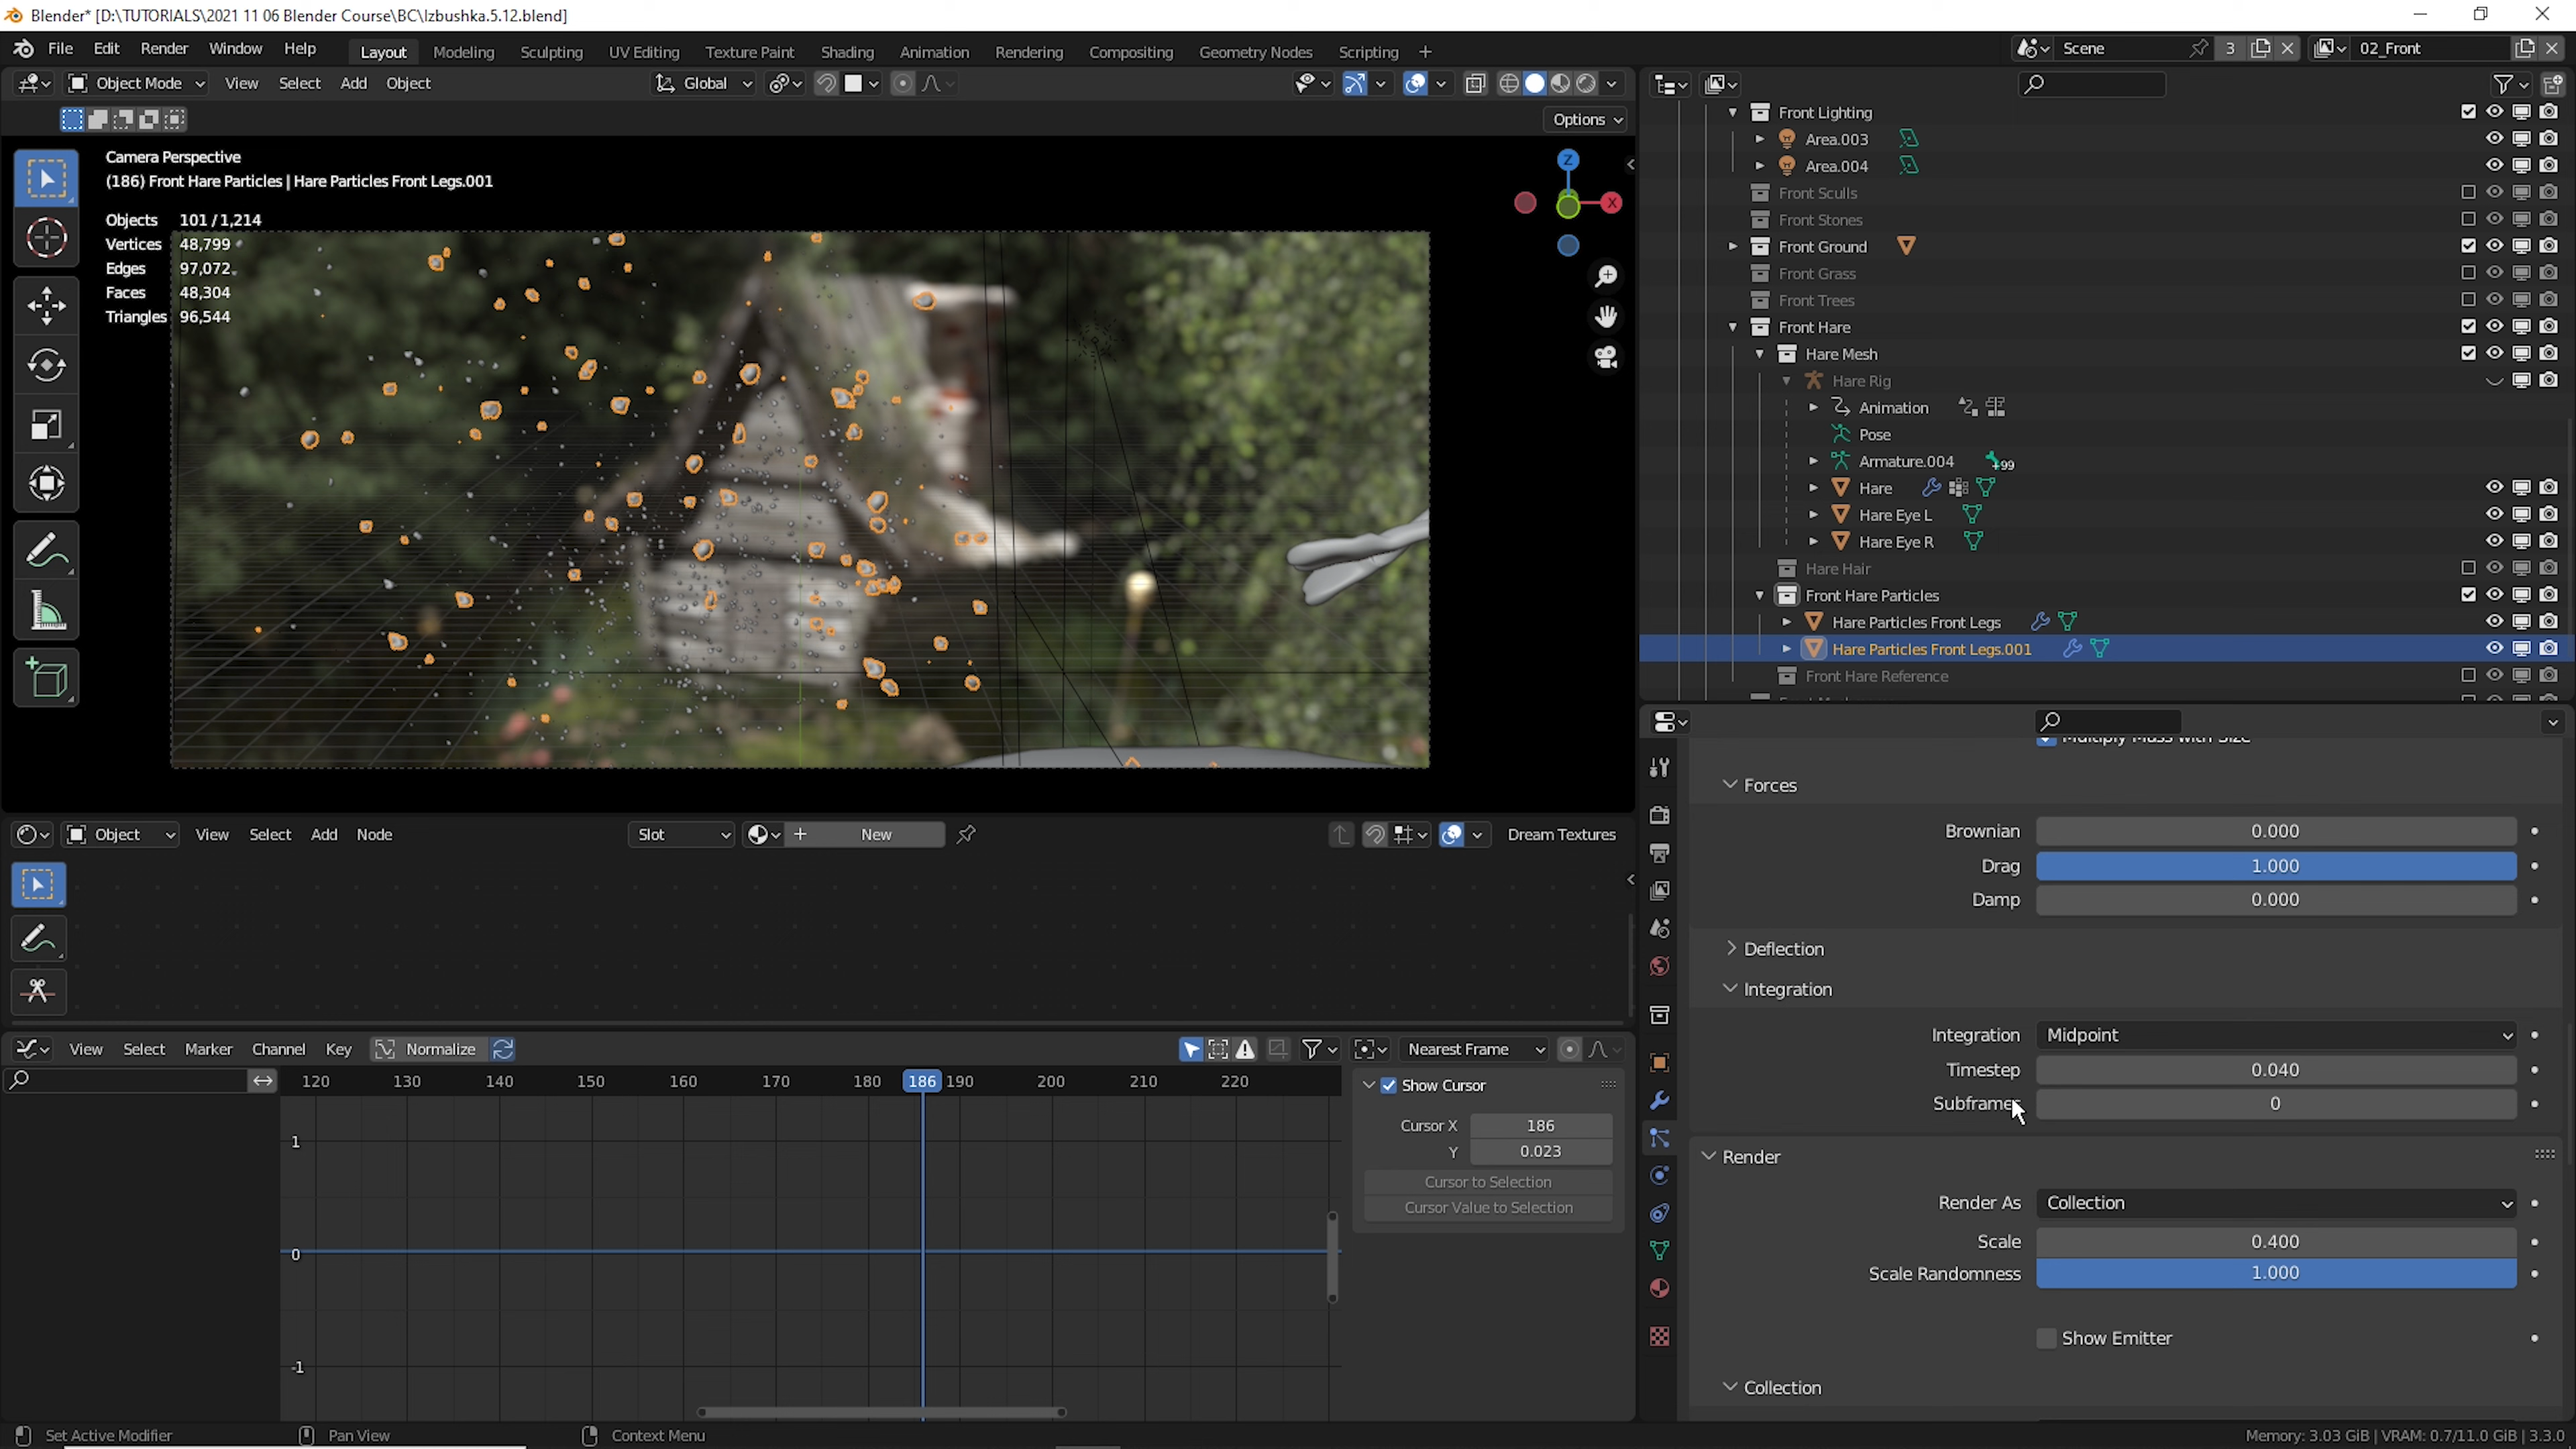 Blender* [D:\TUTORIALS\2021 11 06 Blender Course\BC\Izbushka.5.12.blend]
File Edit Render Window Help Layout Modeling Sculpting UV Editing Texture Paint Shading Animation Rendering Compositing Geometry Nodes Scripting + Scene 3 02_Front
Object Mode View Select Add Object Global
Options
Camera Perspective
(186) Front Hare Particles | Hare Particles Front Legs.001
Objects 101 / 1,214
Vertices 48,799
Edges 97,072
Faces 48,304
Triangles 96,544
Z
X
Front Lighting
Area.003
Area.004
Front Sculls
Front Stones
Front Ground
Front Grass
Front Trees
Front Hare
Hare Mesh
Hare Rig
Animation
Pose
Armature.004 +99
Hare
Hare Eye L
Hare Eye R
Hare Hair
Front Hare Particles
Hare Particles Front Legs
Hare Particles Front Legs.001
Front Hare Reference
Multiply Mass with Size
Forces
Brownian 0.000
Drag 1.000
Damp 0.000
Deflection
Integration
Integration Midpoint
Timestep 0.040
Subframes 0
Render
Render As Collection
Scale 0.400
Scale Randomness 1.000
Show Emitter
Collection
Object View Select Add Node Slot New Dream Textures
View Select Marker Channel Key Normalize Nearest Frame
120 130 140 150 160 170 180 186 190 200 210 220
1
0
-1
Show Cursor
Cursor X 186
Y 0.023
Cursor to Selection
Cursor Value to Selection
Set Active Modifier Pan View Context Menu Memory: 3.03 GiB | VRAM: 0.7/11.0 GiB | 3.3.0